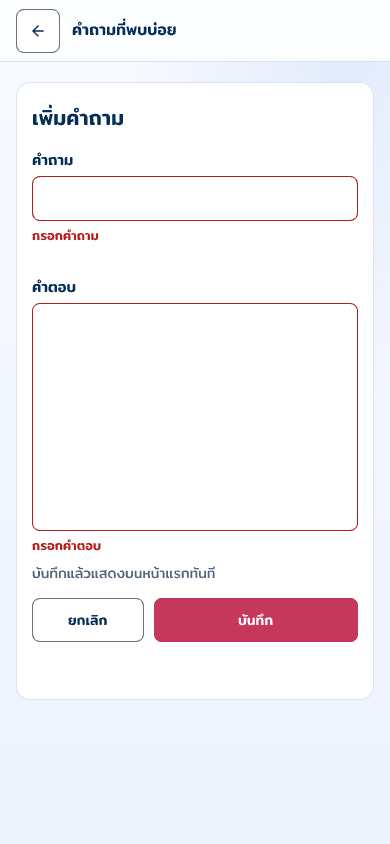 คำถามที่พบบ่อย
เพิ่มคำถาม
คำถาม
กรอกคำถาม
คำตอบ
กรอกคำตอบ
บันทึกแล้วแสดงบนหน้าแรกทันที
ยกเลิก
บันทึก